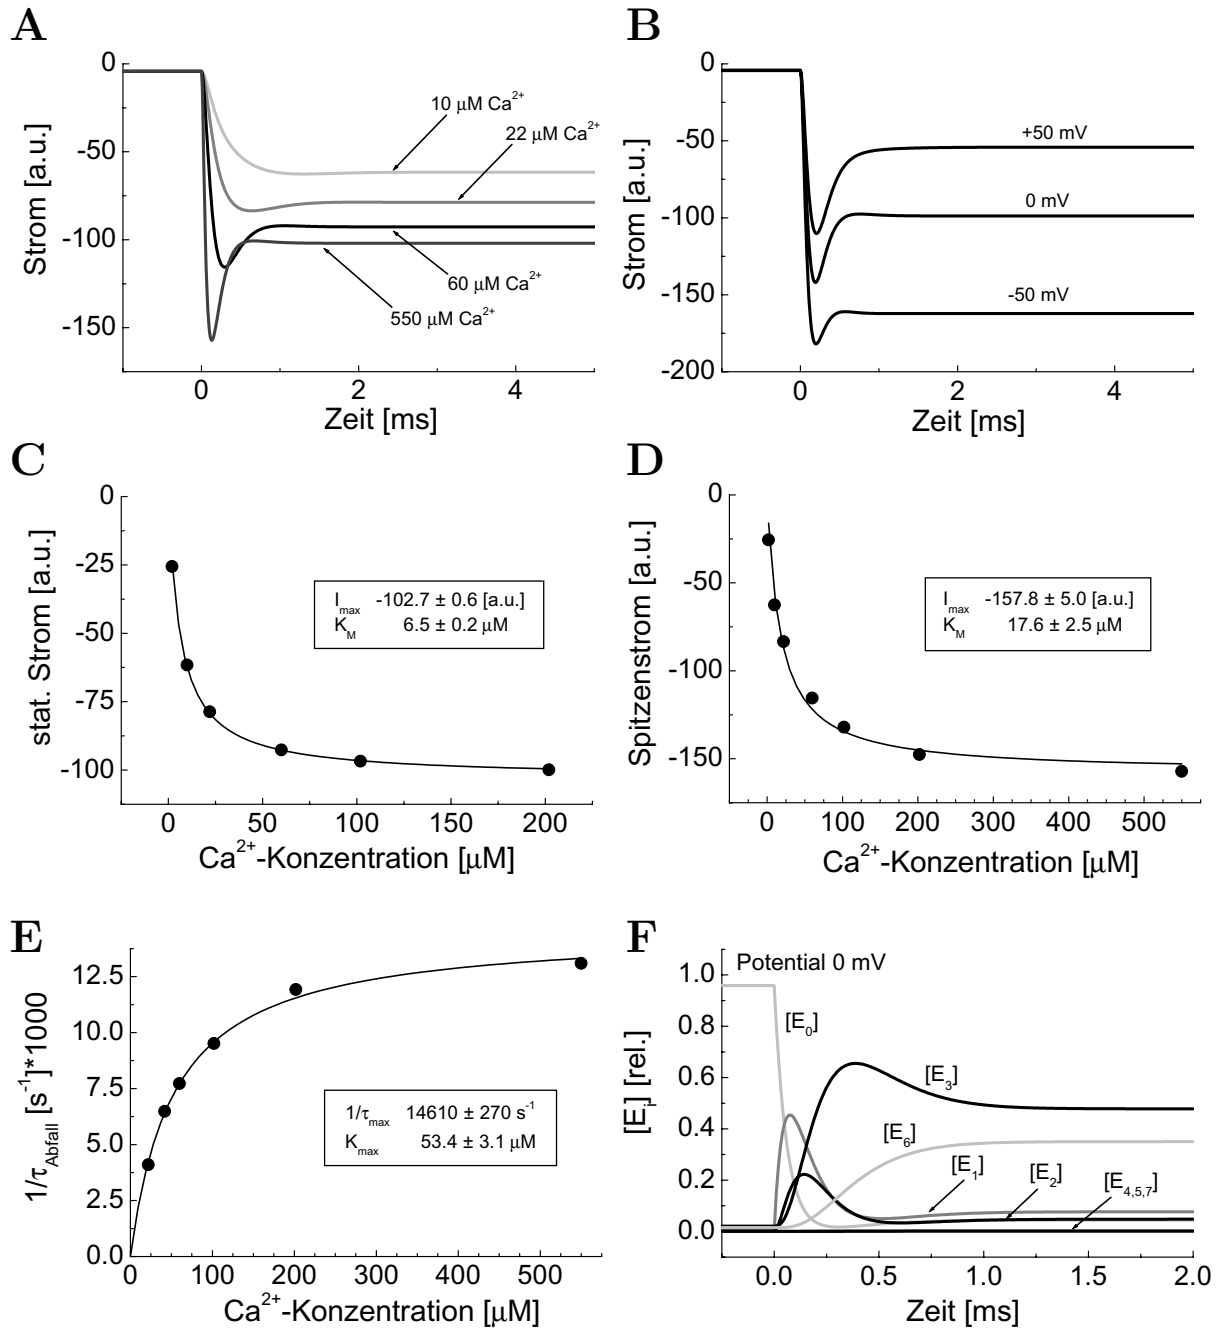 A
0
-50
-100
-150
Strom [a.u.]
10 µM Ca²⁺
22 µM Ca²⁺
60 µM Ca²⁺
550 µM Ca²⁺
0 2 4
Zeit [ms]
B
0
-50
-100
-150
-200
Strom [a.u.]
+50 mV
0 mV
-50 mV
0 2 4
Zeit [ms]
C
0
-25
-50
-75
-100
stat. Strom [a.u.]
I_max -102.7 ± 0.6 [a.u.]
K_M 6.5 ± 0.2 µM
0 50 100 150 200
Ca²⁺-Konzentration [µM]
D
0
-50
-100
-150
Spitzenstrom [a.u.]
I_max -157.8 ± 5.0 [a.u.]
K_M 17.6 ± 2.5 µM
0 100 200 300 400 500
Ca²⁺-Konzentration [µM]
E
12.5
10.0
7.5
5.0
2.5
0.0
1/τ_Abfall [s⁻¹]*1000
1/τ_max 14610 ± 270 s⁻¹
K_max 53.4 ± 3.1 µM
0 100 200 300 400 500
Ca²⁺-Konzentration [µM]
F
1.0
0.8
0.6
0.4
0.2
0.0
[E_i] [rel.]
Potential 0 mV
[E₀]
[E₃]
[E₆]
[E₁]
[E₂]
[E₄,₅,₇]
0.0 0.5 1.0 1.5 2.0
Zeit [ms]